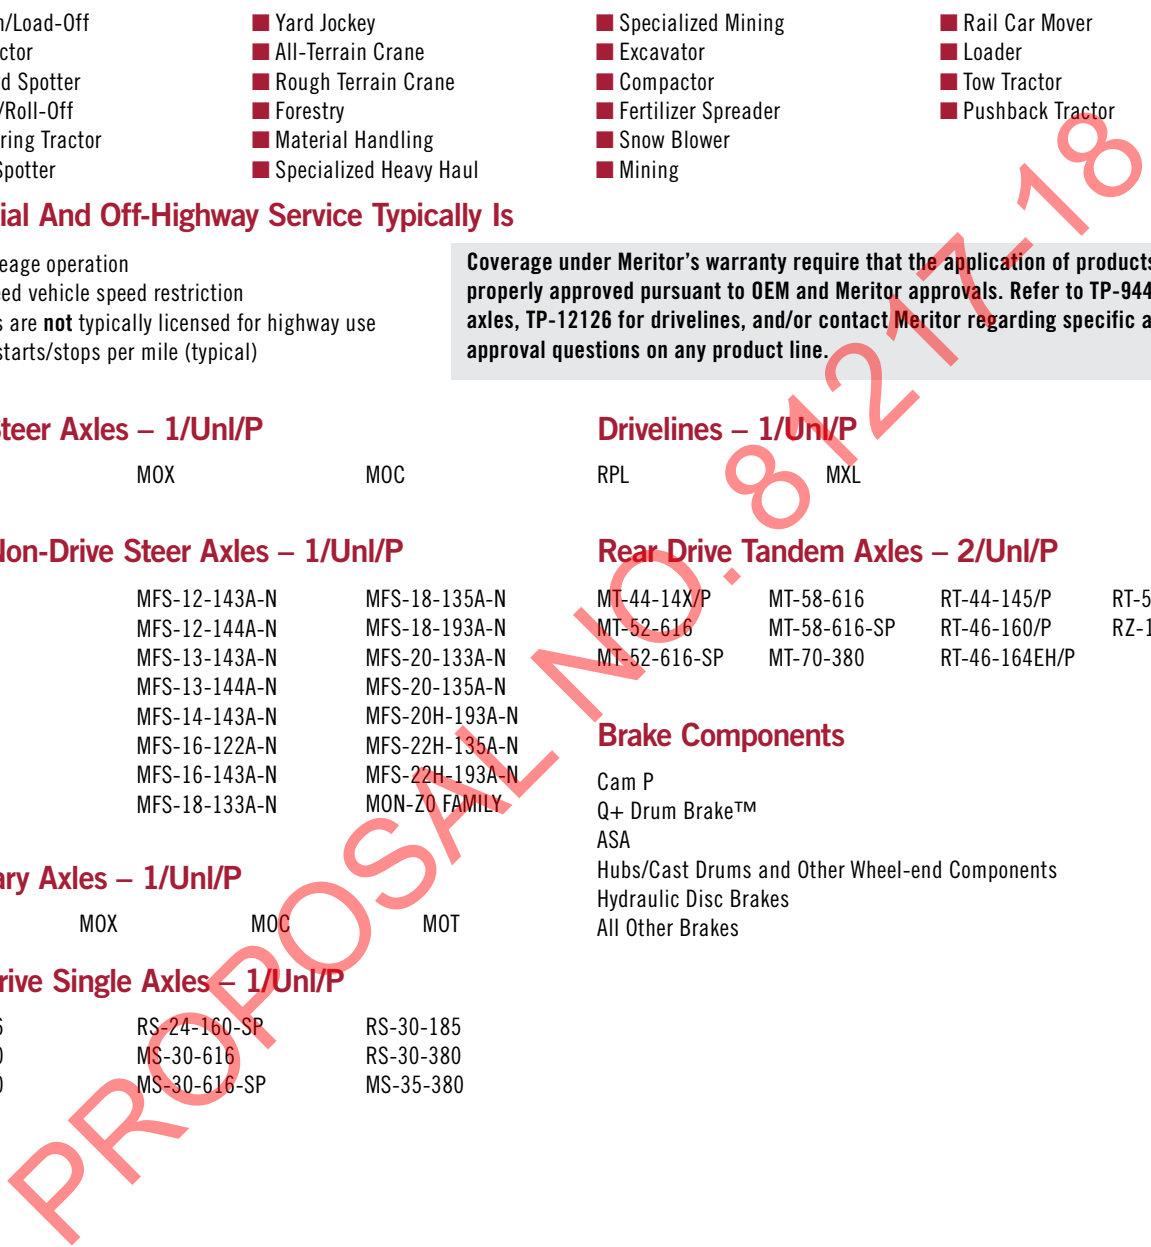 n/Load-Off
ctor
d Spotter
/Roll-Off
ring Tractor
Spotter
■ Yard Jockey
■ All-Terrain Crane
■ Rough Terrain Crane
■ Forestry
■ Material Handling
■ Specialized Heavy Haul
■ Specialized Mining
■ Excavator
■ Compactor
■ Fertilizer Spreader
■ Snow Blower
■ Mining
■ Rail Car Mover
■ Loader
■ Tow Tractor
■ Pushback Tractor
ial And Off-Highway Service Typically Is
eage operation
eed vehicle speed restriction
s are not typically licensed for highway use
starts/stops per mile (typical)
Coverage under Meritor's warranty require that the application of products
properly approved pursuant to OEM and Meritor approvals. Refer to TP-944
axles, TP-12126 for drivelines, and/or contact Meritor regarding specific a
approval questions on any product line.
teer Axles – 1/Unl/P
MOX MOC
Non-Drive Steer Axles – 1/Unl/P
MFS-12-143A-N MFS-18-135A-N
MFS-12-144A-N MFS-18-193A-N
MFS-13-143A-N MFS-20-133A-N
MFS-13-144A-N MFS-20-135A-N
MFS-14-143A-N MFS-20H-193A-N
MFS-16-122A-N MFS-22H-135A-N
MFS-16-143A-N MFS-22H-193A-N
MFS-18-133A-N MON-Z0 FAMILY
ary Axles – 1/Unl/P
MOX MOC MOT
rive Single Axles – 1/Unl/P
6 RS-24-160-SP RS-30-185
0 MS-30-616 RS-30-380
0 MS-30-616-SP MS-35-380
Drivelines – 1/Unl/P
RPL MXL
Rear Drive Tandem Axles – 2/Unl/P
MT-44-14X/P MT-58-616 RT-44-145/P RT-5
MT-52-616 MT-58-616-SP RT-46-160/P RZ-1
MT-52-616-SP MT-70-380 RT-46-164EH/P
Brake Components
Cam P
Q+ Drum Brake™
ASA
Hubs/Cast Drums and Other Wheel-end Components
Hydraulic Disc Brakes
All Other Brakes
PROPOSAL NO. 81217-18